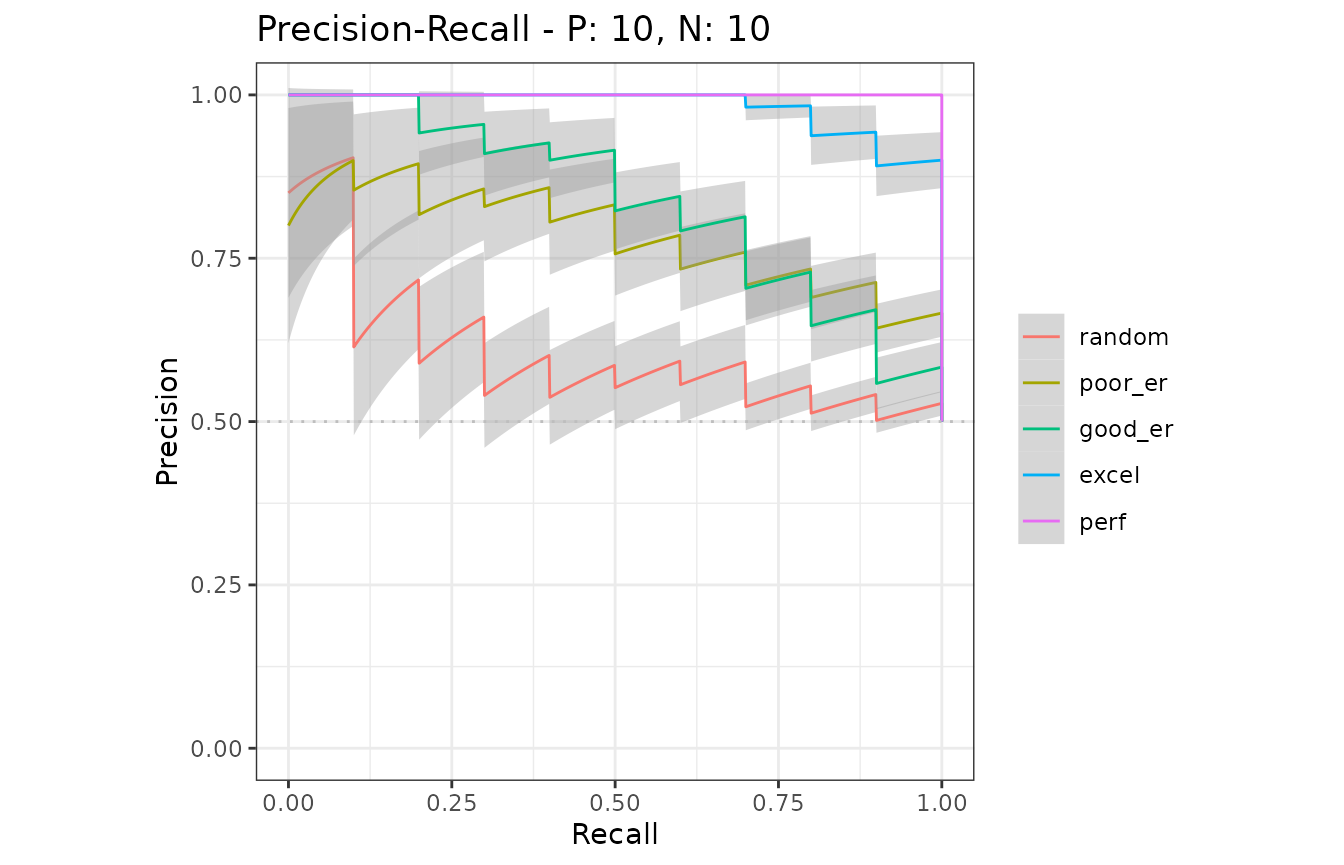 Precision-Recall - P: 10, N: 10
Precision
1.00
0.75
0.50
0.25
0.00
0.00 0.25 0.50 0.75 1.00
Recall
random
poor_er
good_er
excel
perf